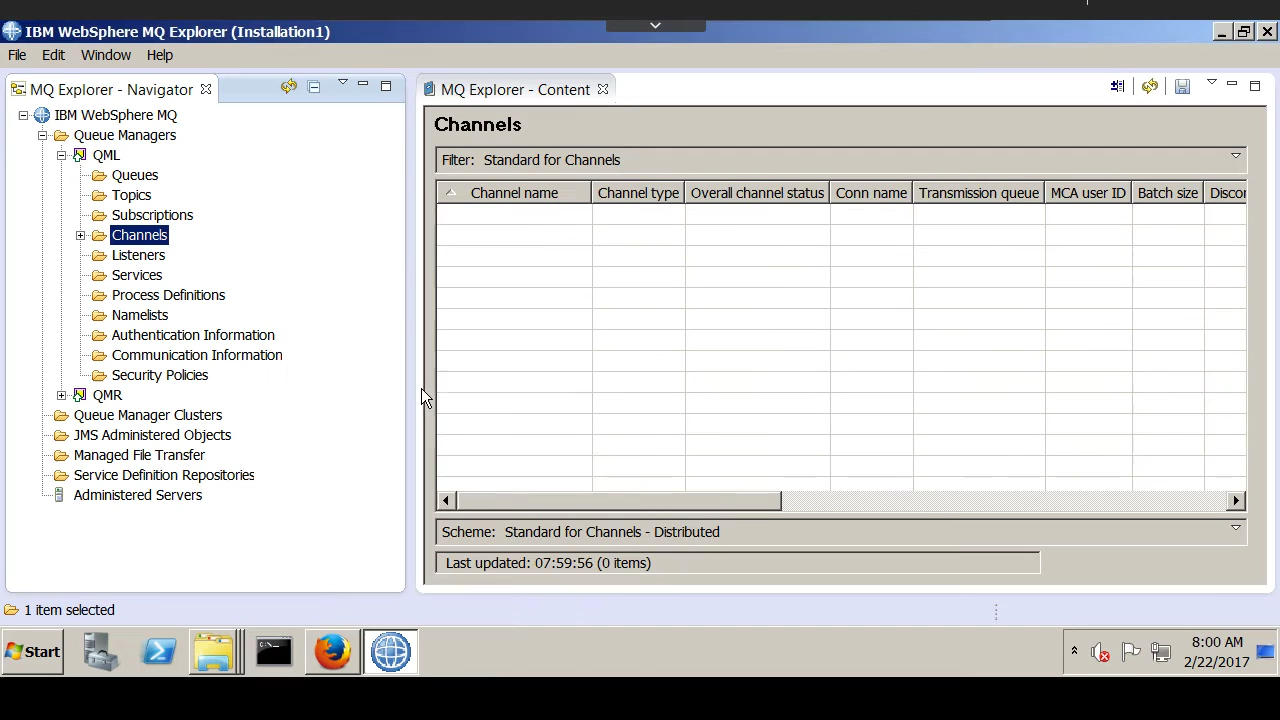 IBM WebSphere MQ Explorer (Installation1)
File Edit Window Help
MQ Explorer - Navigator
IBM WebSphere MQ
Queue Managers
QML
Queues
Topics
Subscriptions
Channels
Listeners
Services
Process Definitions
Namelists
Authentication Information
Communication Information
Security Policies
QMR
Queue Manager Clusters
JMS Administered Objects
Managed File Transfer
Service Definition Repositories
Administered Servers
MQ Explorer - Content
Channels
Filter: Standard for Channels
Channel name Channel type Overall channel status Conn name Transmission queue MCA user ID Batch size Discor
Scheme: Standard for Channels - Distributed
Last updated: 07:59:56 (0 items)
1 item selected
Start
8:00 AM
2/22/2017